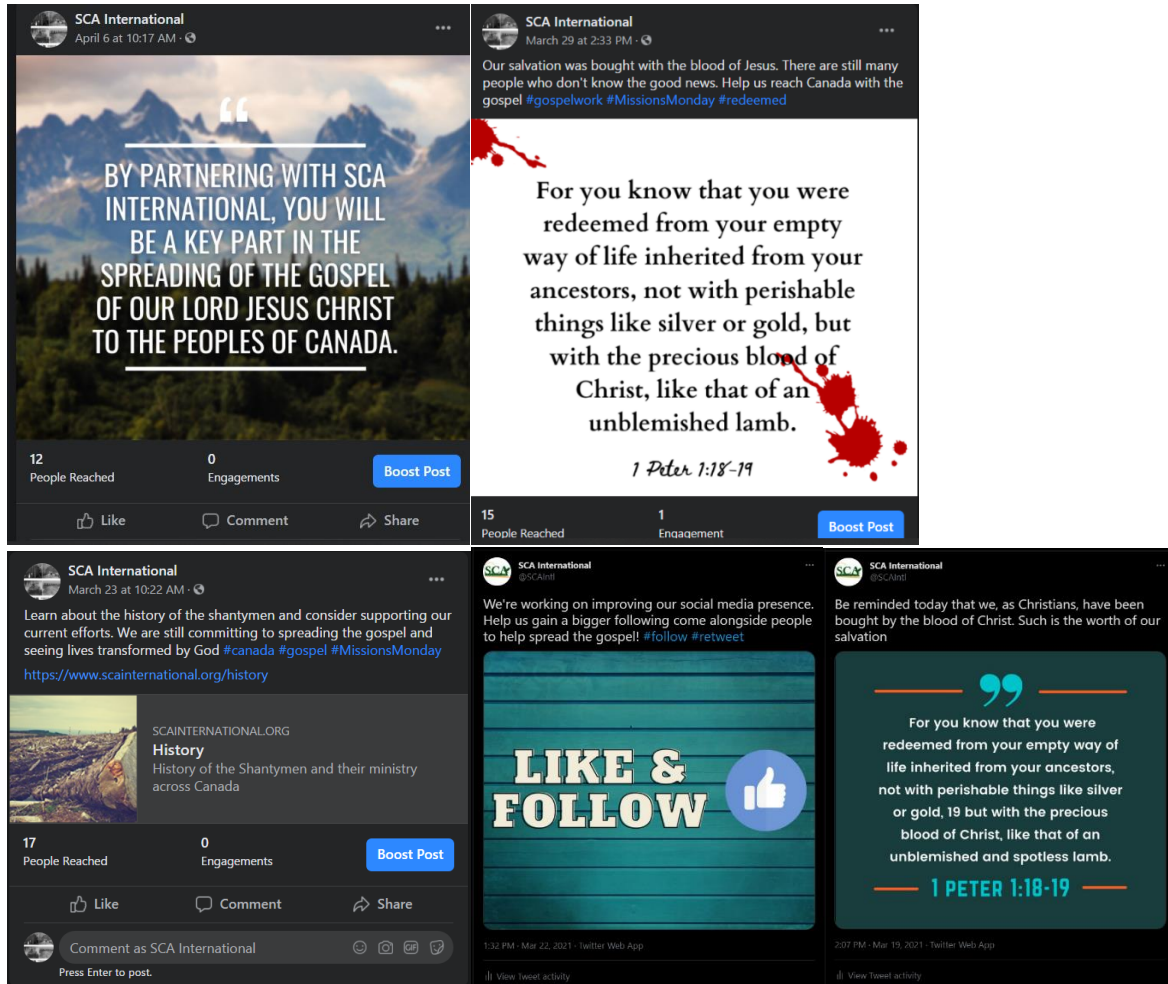 SCA International
April 6 at 10:17 AM ·
“
BY PARTNERING WITH SCA
INTERNATIONAL, YOU WILL
BE A KEY PART IN THE
SPREADING OF THE GOSPEL
OF OUR LORD JESUS CHRIST
TO THE PEOPLES OF CANADA.
12
People Reached
0
Engagements
Boost Post
Like
Comment
Share
SCA International
March 29 at 2:33 PM ·
Our salvation was bought with the blood of Jesus. There are still many
people who don't know the good news. Help us reach Canada with the
gospel #gospelwork #MissionsMonday #redeemed
For you know that you were
redeemed from your empty
way of life inherited from your
ancestors, not with perishable
things like silver or gold, but
with the precious blood of
Christ, like that of an
unblemished lamb.
1 Peter 1:18-19
15
People Reached
1
Engagement
Boost Post
SCA International
March 23 at 10:22 AM ·
Learn about the history of the shantymen and consider supporting our
current efforts. We are still committing to spreading the gospel and
seeing lives transformed by God #canada #gospel #MissionsMonday
https://www.scainternational.org/history
SCAINTERNATIONAL.ORG
History
History of the Shantymen and their ministry
across Canada
17
People Reached
0
Engagements
Boost Post
Like
Comment
Share
Comment as SCA International
GIF
Press Enter to post.
SCA
SCA International
@SCAIntl
We're working on improving our social media presence.
Help us gain a bigger following come alongside people
to help spread the gospel! #follow #retweet
LIKE &
FOLLOW
1:32 PM · Mar 22, 2021 · Twitter Web App
View Tweet activity
SCA
SCA International
@SCAIntl
Be reminded today that we, as Christians, have been
bought by the blood of Christ. Such is the worth of our
salvation
”
For you know that you were
redeemed from your empty way of
life inherited from your ancestors,
not with perishable things like silver
or gold, 19 but with the precious
blood of Christ, like that of an
unblemished and spotless lamb.
1 PETER 1:18-19
2:07 PM · Mar 19, 2021 · Twitter Web App
View Tweet activity